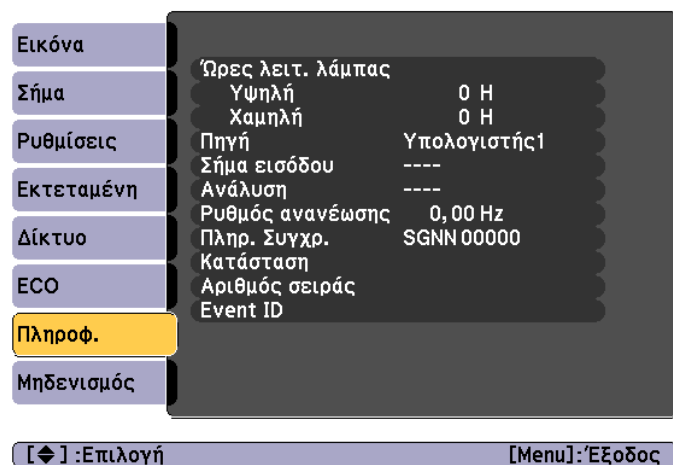 Εικόνα
Σήμα
Ρυθμίσεις
Εκτεταμένη
Δίκτυο
ECO
Πληροφ.
Μηδενισμός
Ώρες λειτ. λάμπας
Υψηλή 0 H
Χαμηλή 0 H
Πηγή Υπολογιστής1
Σήμα εισόδου ----
Ανάλυση ----
Ρυθμός ανανέωσης 0,00 Hz
Πληρ. Συγχρ. SGNN 00000
Κατάσταση
Αριθμός σειράς
Event ID
[◆] :Επιλογή [Menu]:Έξοδος